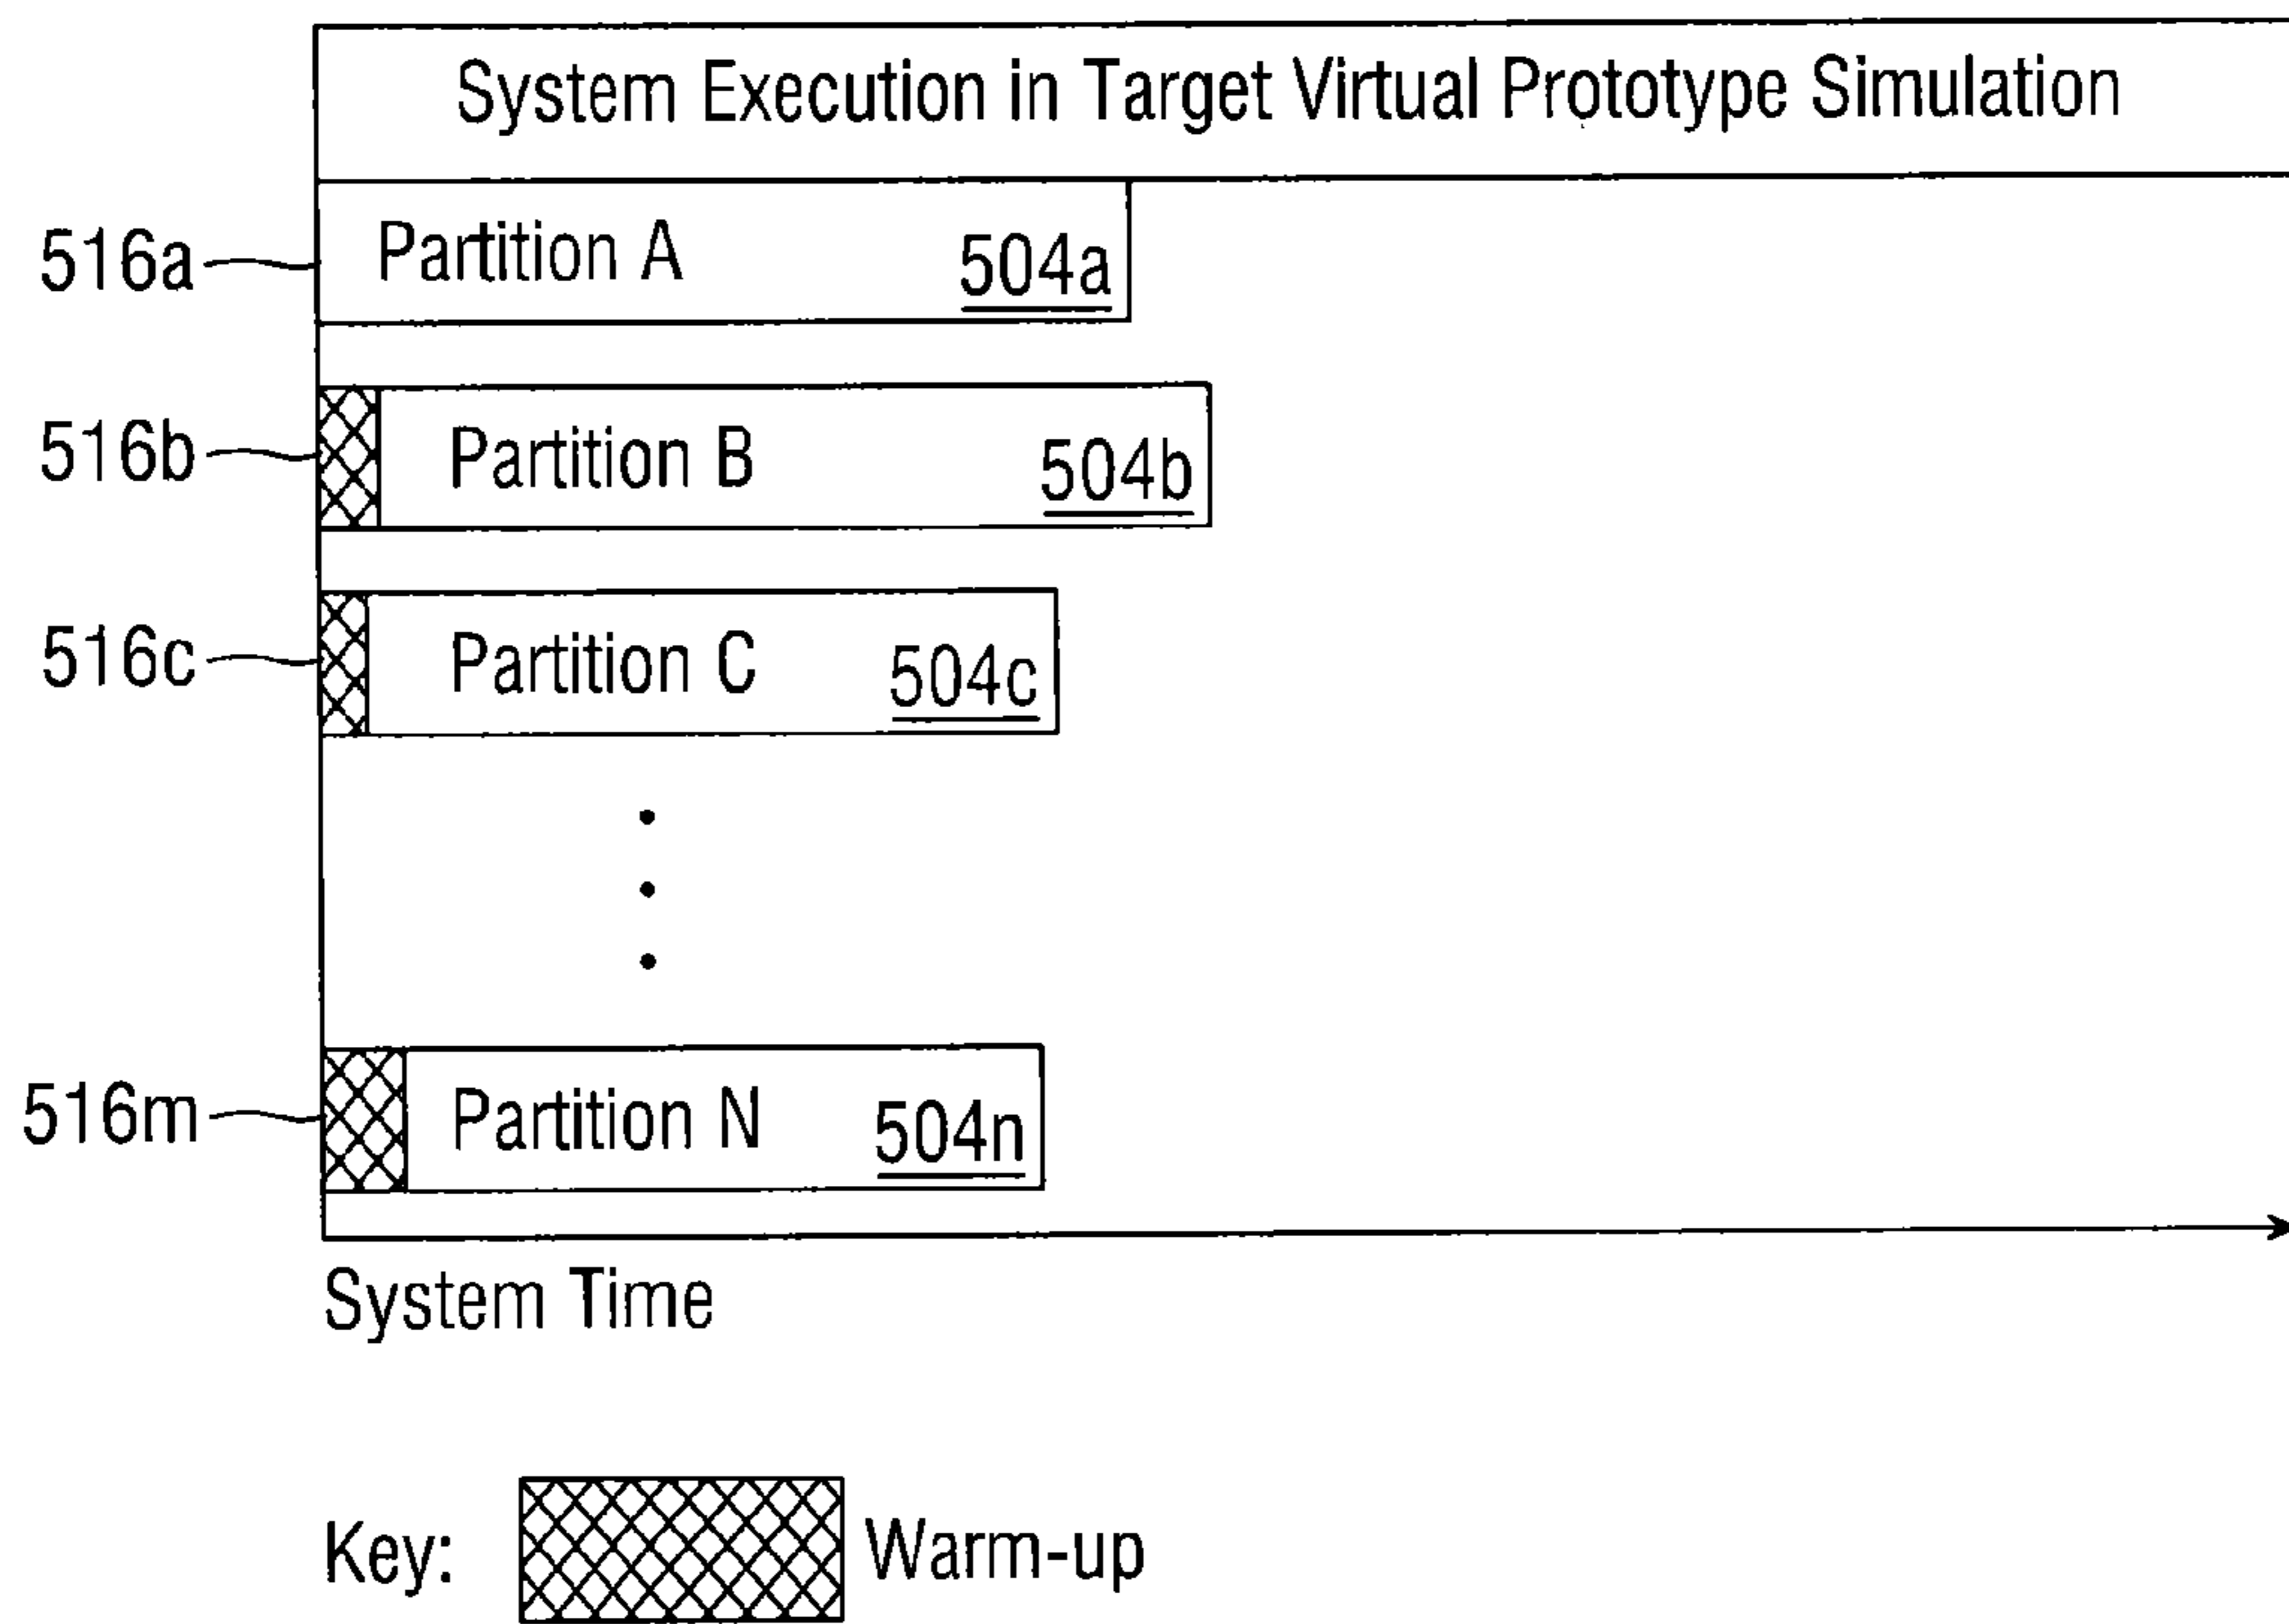 System Execution in Target Virtual Prototype Simulation
516a Partition A 504a
516b Partition B 504b
516c Partition C 504c
516m Partition N 504n
System Time
Key: Warm-up